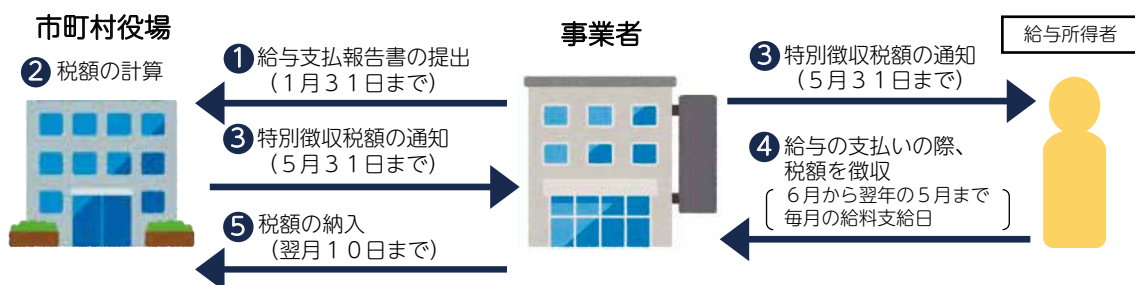 市町村役場
❷ 税額の計算
❶ 給与支払報告書の提出
（１月３１日まで）
❸ 特別徴収税額の通知
（５月３１日まで）
❺ 税額の納入
（翌月１０日まで）
事業者
❸ 特別徴収税額の通知
（５月３１日まで）
給与所得者
❹ 給与の支払いの際、
税額を徴収
６月から翌年の５月まで
毎月の給料支給日